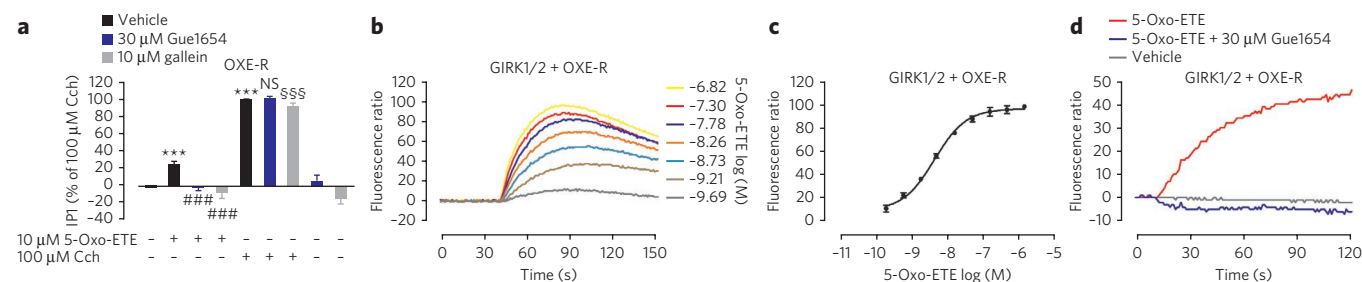 a
Vehicle
30 µM Gue1654
10 µM gallein
OXE-R
IP1 (% of 100 µM Cch)
120
100
80
60
40
20
0
−20
−40
*** ### ### *** NS §§§
10 µM 5-Oxo-ETE − + + + − − − − −
100 µM Cch − − − − + + + − −
b
GIRK1/2 + OXE-R
Fluorescence ratio
120
100
80
60
40
20
0
−20
0 30 60 90 120 150
Time (s)
5-Oxo-ETE log (M)
−6.82
−7.30
−7.78
−8.26
−8.73
−9.21
−9.69
c
GIRK1/2 + OXE-R
Fluorescence ratio
120
100
80
60
40
20
0
−11 −10 −9 −8 −7 −6 −5
5-Oxo-ETE log (M)
d
5-Oxo-ETE
5-Oxo-ETE + 30 µM Gue1654
Vehicle
GIRK1/2 + OXE-R
Fluorescence ratio
50
40
30
20
10
0
−10
0 30 60 90 120
Time (s)